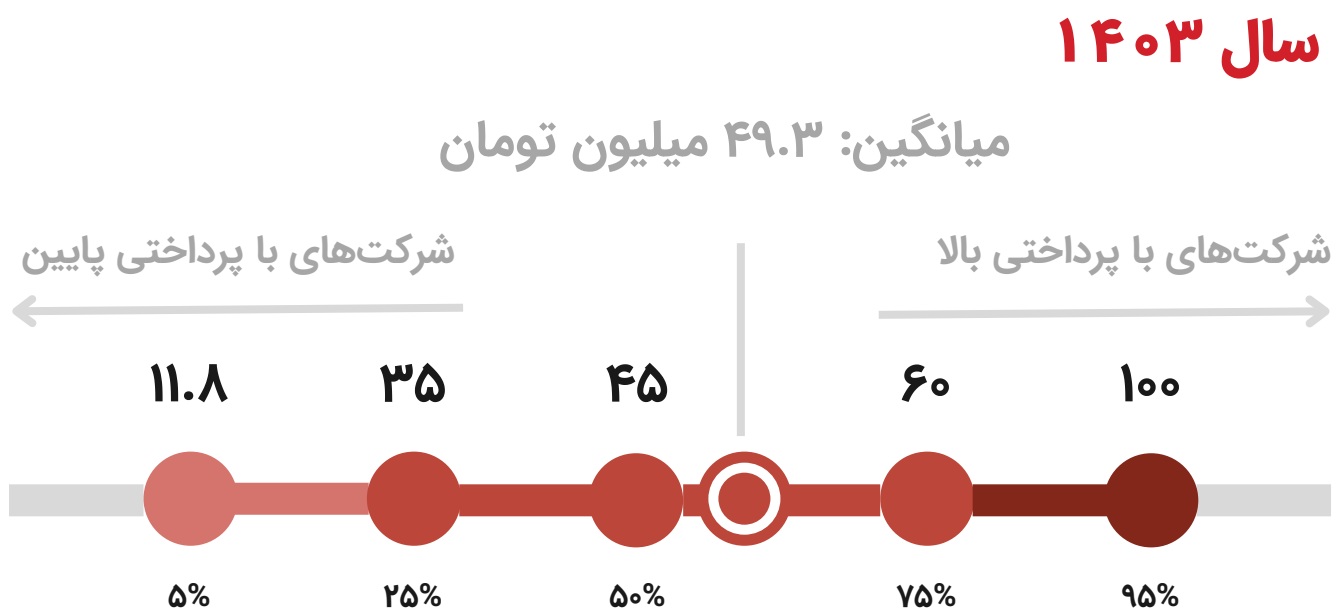 سال ۱۴۰۳
میانگین: ۴۹.۳ میلیون تومان
شرکت‌های با پرداختی پایین
شرکت‌های با پرداختی بالا
۱۱.۸ ۳۵ ۴۵ ۶۰ ۱۰۰
۵% ۲۵% ۵۰% ۷۵% ۹۵%